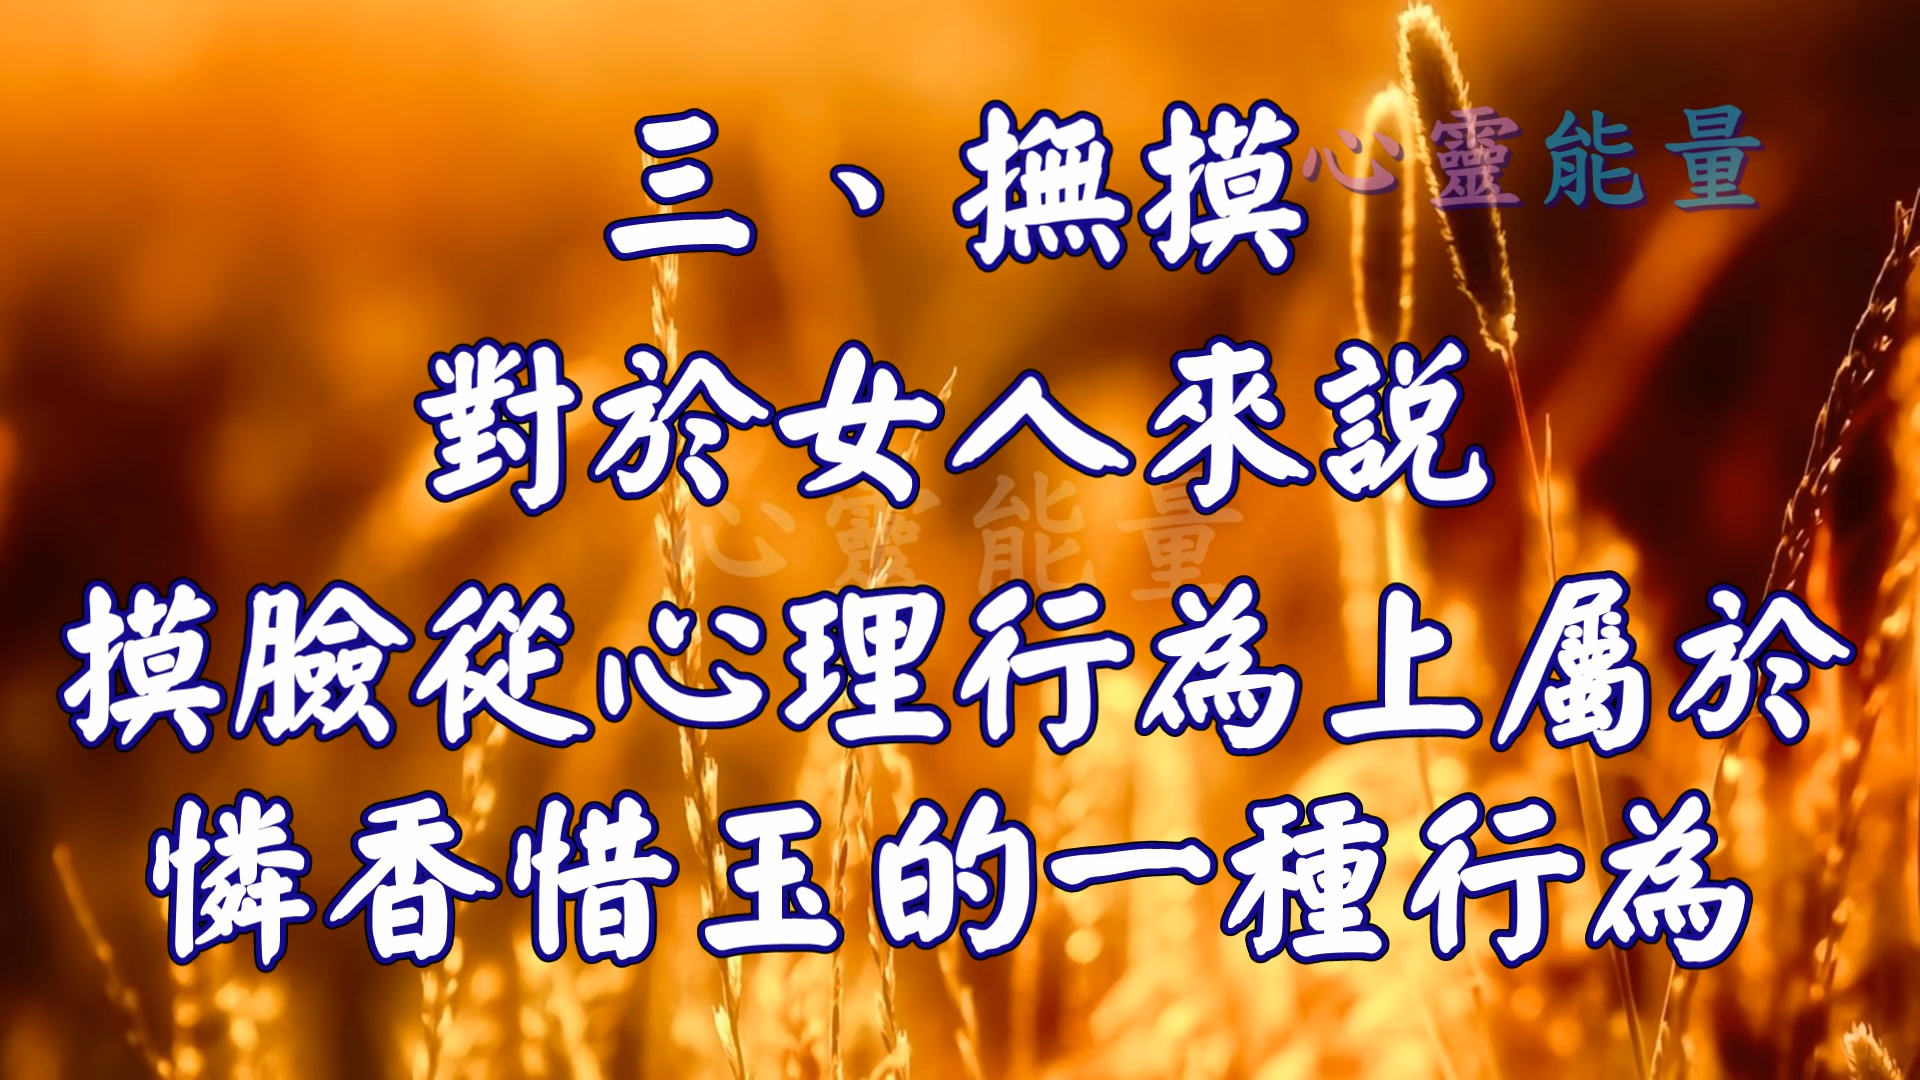 三、撫摸
心靈能量
對於女人來説
心靈能量
摸臉從心理行為上屬於
憐香惜玉的一種行為